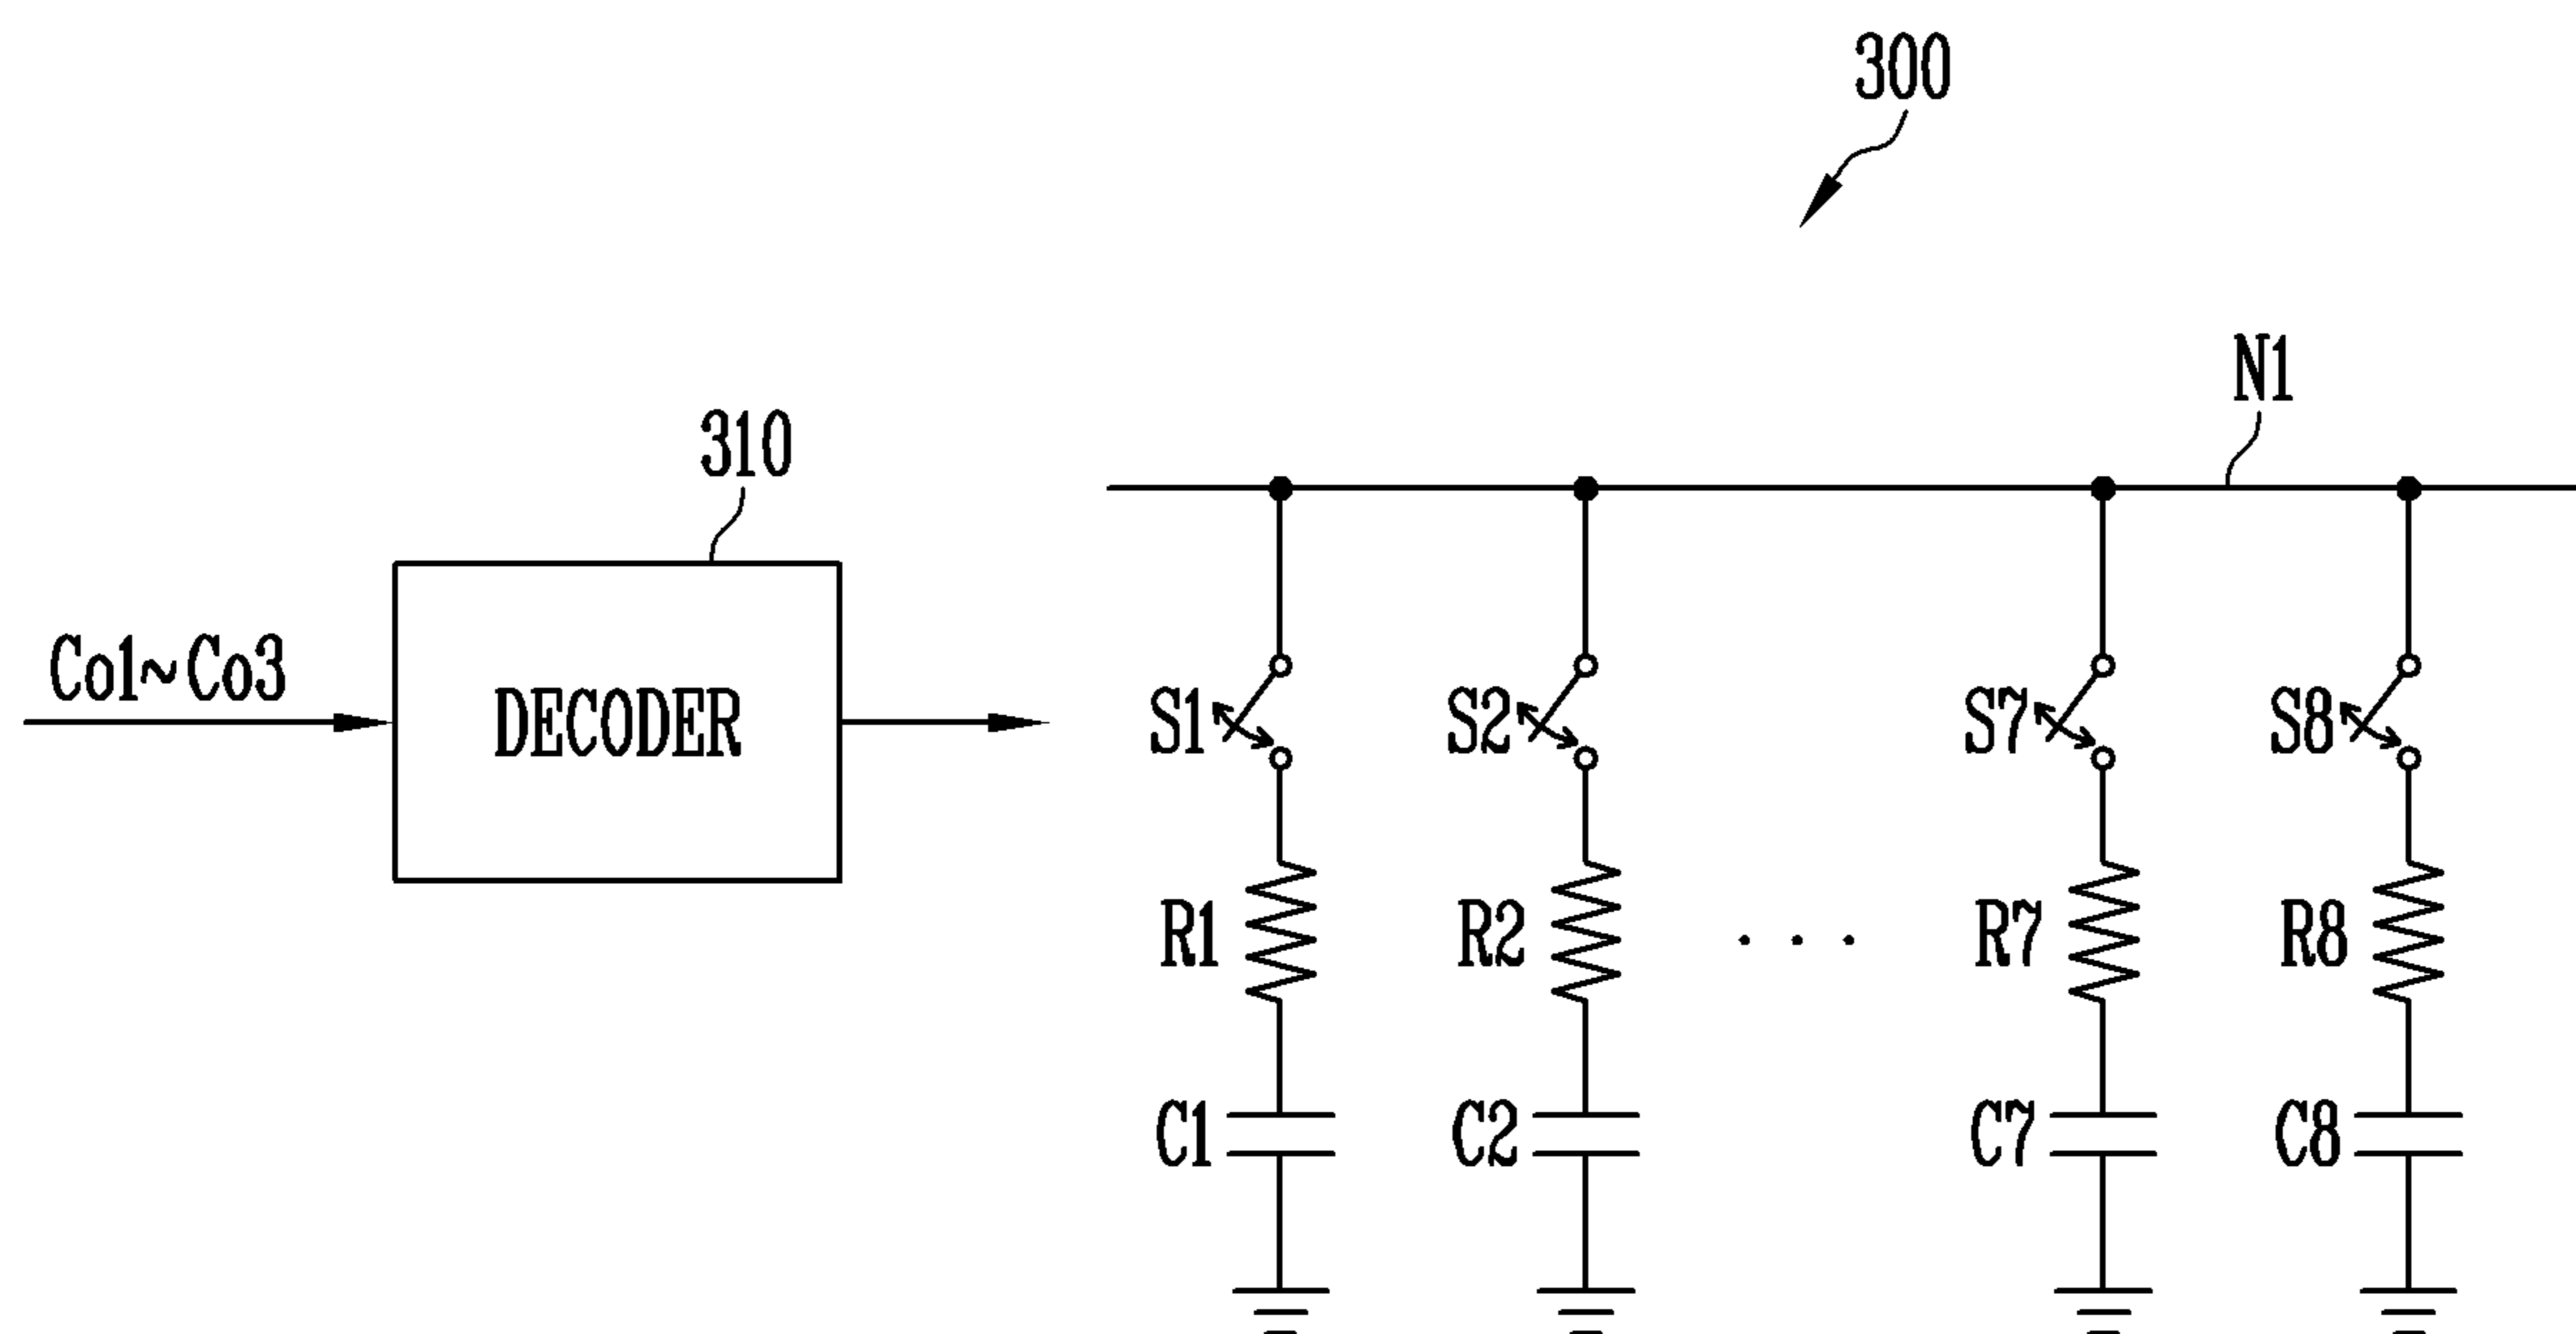 300
N1
310
Co1~Co3
DECODER
S1
S2
S7
S8
R1
R2
. . .
R7
R8
C1
C2
C7
C8